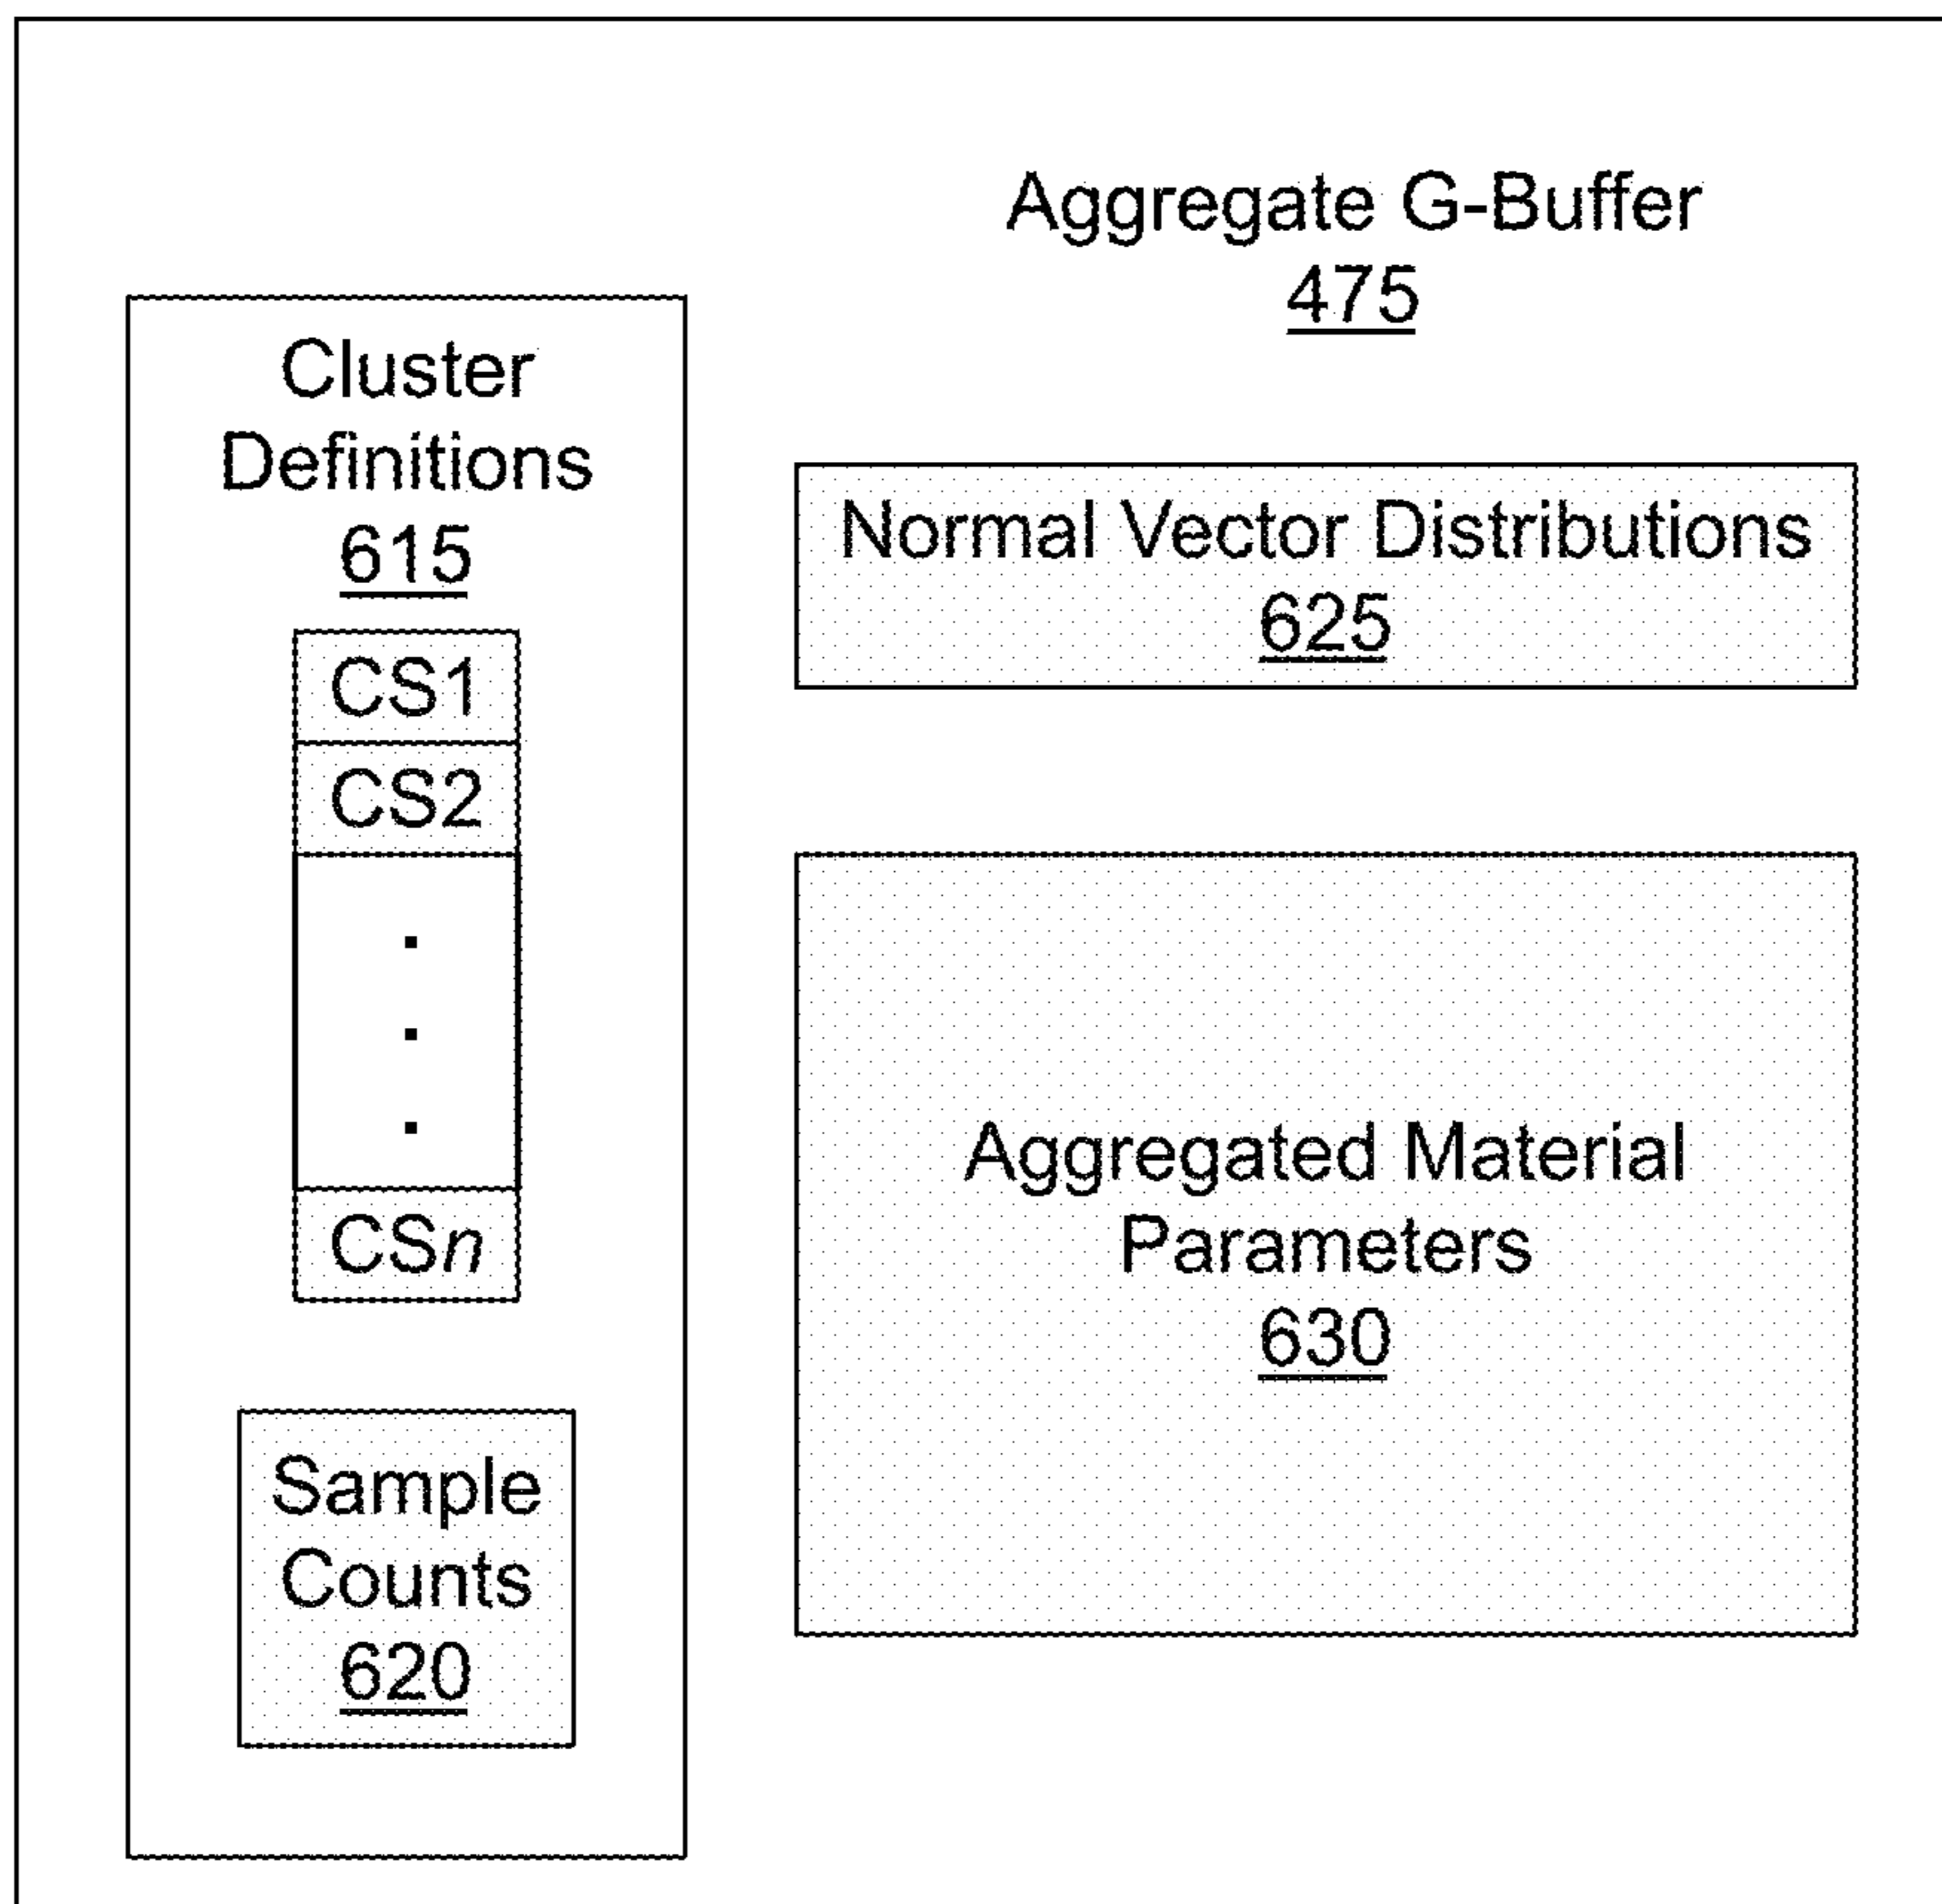 Aggregate G-Buffer
475
Cluster
Definitions
615
CS1
CS2
.
.
.
CSn
Sample
Counts
620
Normal Vector Distributions
625
Aggregated Material
Parameters
630